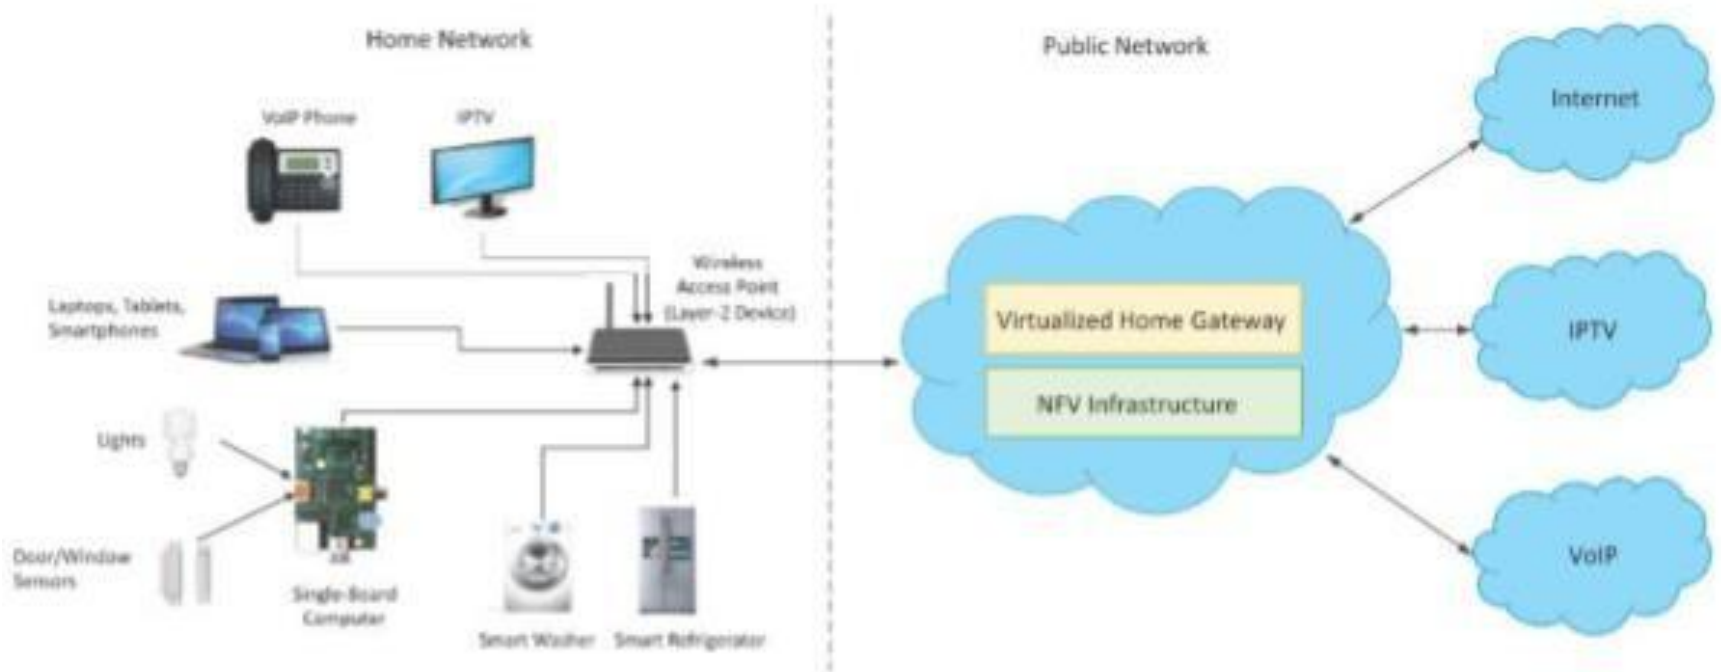 Home Network
Public Network
VoIP Phone
IPTV
Wireless
Access Point
(Layer-2 Device)
Laptops, Tablets,
Smartphones
Lights
Door/Window
Sensors
Single-Board
Computer
Smart Washer
Smart Refrigerator
Virtualized Home Gateway
NFV Infrastructure
Internet
IPTV
VoIP